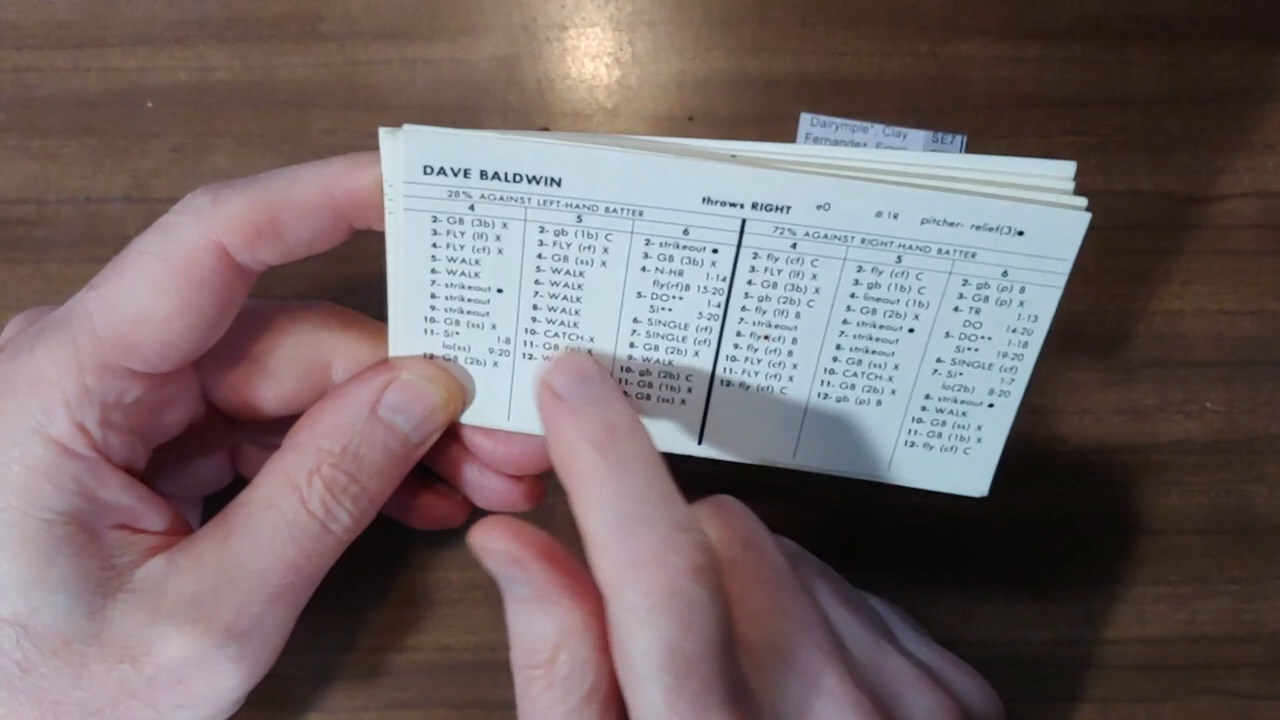 Dalrymple*, Clay SE7
DAVE BALDWIN
throws RIGHT e0 #1R pitcher- relief(3)●
28% AGAINST LEFT-HAND BATTER
4
2- GB (3b) X
3- FLY (lf) X
4- FLY (cf) X
5- WALK
6- WALK
7- strikeout ●
8- strikeout
9- strikeout
10- GB (ss) X
11- SI* 1-8
lo(ss) 9-20
12- GB (2b) X
5
2- gb (1b) C
3- FLY (rf) X
4- GB (ss) X
5- WALK
6- WALK
7- WALK
8- WALK
9- WALK
10- CATCH-X
11- GB (p) X
12-
6
2- strikeout ●
3- GB (3b) X
4- N-HR 1-14
fly(rf)B 15-20
5- DO** 1-4
SI** 5-20
6- SINGLE (rf)
7- SINGLE (cf)
8- GB (2b) X
9- WALK
10- gb (2b) C
11- GB (1b) X
GB (ss) X
72% AGAINST RIGHT-HAND BATTER
4
2- fly (cf) C
3- FLY (lf) X
4- GB (3b) X
5- gb (2b) C
6- fly (lf) B
7- strikeout
8- fly (cf) B
9- fly (rf) B
10- FLY (cf) X
11- FLY (rf) X
12- fly (cf) C
5
2- fly (cf) C
3- gb (1b) C
4- lineout (1b)
5- GB (2b) X
6- strikeout ●
7- strikeout
8- strikeout
9- GB (ss) X
10- CATCH-X
11- GB (2b) X
12- gb (p) B
6
2- gb (p) B
3- GB (p) X
4- TR 1-13
DO 14-20
5- DO** 1-18
SI** 19-20
6- SINGLE (cf)
7- SI* 1-7
lo(2b) 8-20
8- strikeout ●
9- WALK
10- GB (ss) X
11- GB (1b) X
12- fly (cf) C